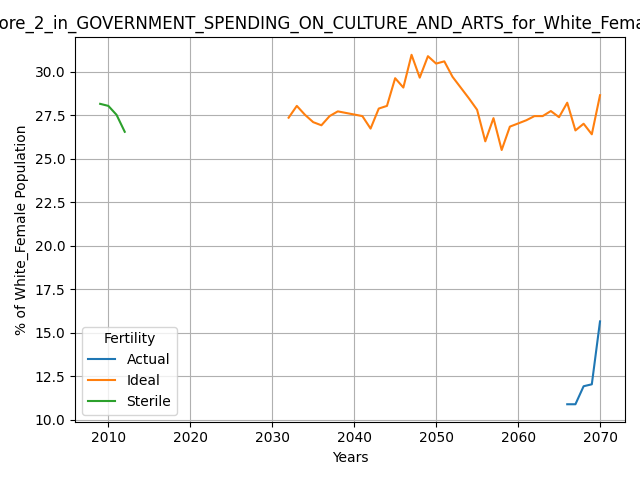 ore_2_in_GOVERNMENT_SPENDING_ON_CULTURE_AND_ARTS_for_White_Fema
30.0
27.5
25.0
22.5
20.0
17.5
15.0
12.5
10.0
% of White_Female Population
Fertility
Actual
Ideal
Sterile
2010 2020 2030 2040 2050 2060 2070
Years